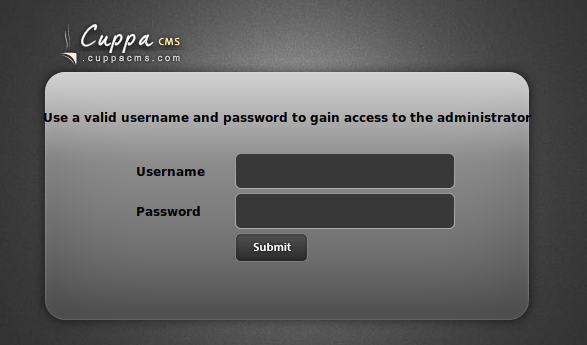 Cuppa CMS
.cuppacms.com
Use a valid username and password to gain access to the administrator
Username
Password
Submit